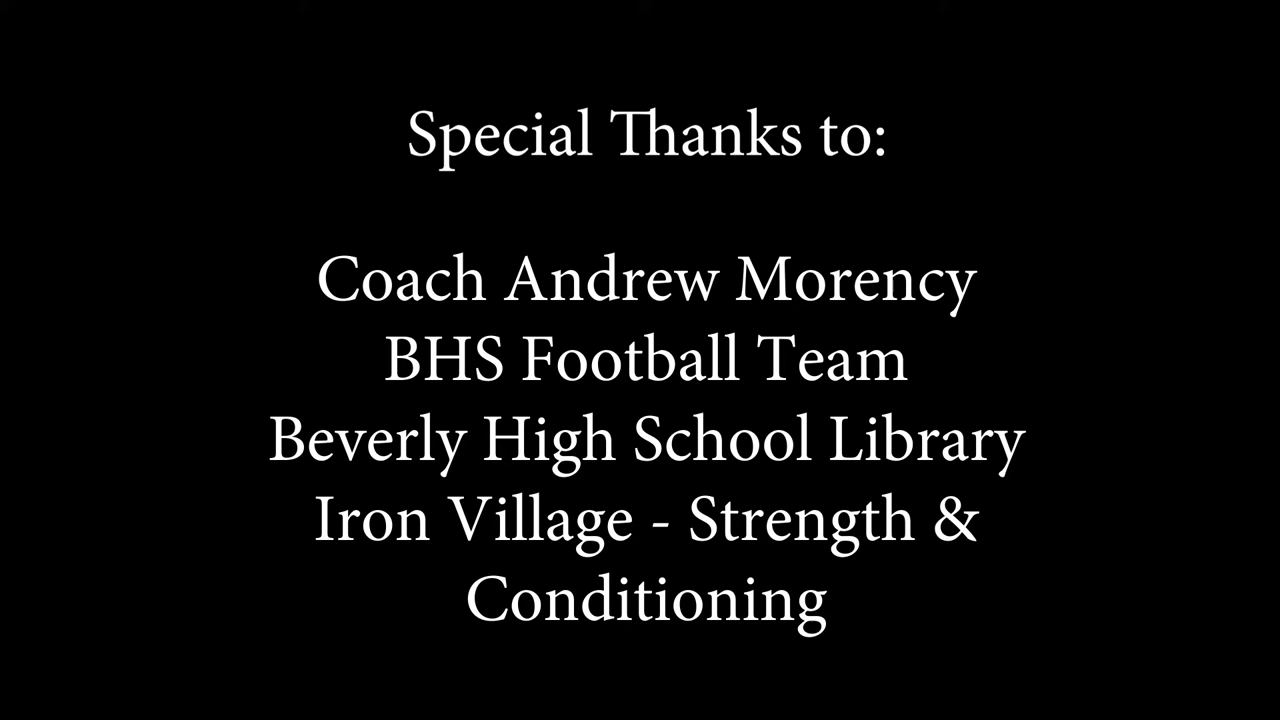 Special Thanks to:
Coach Andrew Morency
BHS Football Team
Beverly High School Library
Iron Village - Strength &
Conditioning